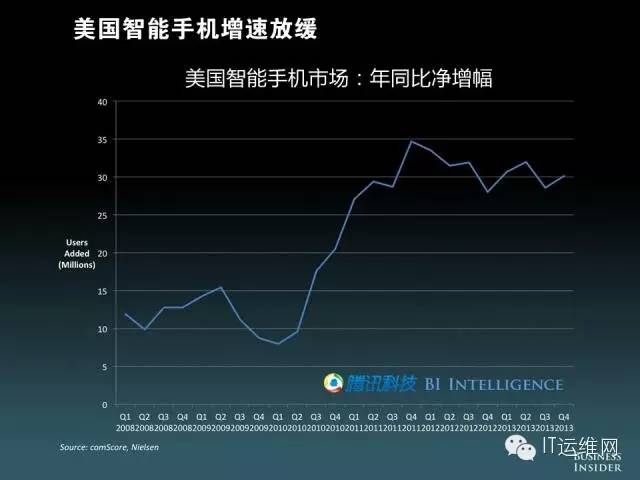 美国智能手机增速放缓
美国智能手机市场：年同比净增幅
40
35
30
25
20
15
10
5
0
Users
Added
(Millions)
腾讯科技 BI INTELLIGENCE
Q1 Q2 Q3 Q4 Q1 Q2 Q3 Q4 Q1 Q2 Q3 Q4 Q1 Q2 Q3 Q4 Q1 Q2 Q3 Q4 Q1 Q2 Q3 Q4
2008 2008 2008 2008 2009 2009 2009 2009 2010 2010 2010 2010 2011 2011 2011 2011 2012 2012 2012 2012 2013 2013 2013 2013
Source: comScore, Nielsen
IT运维网
BUSINESS
INSIDER